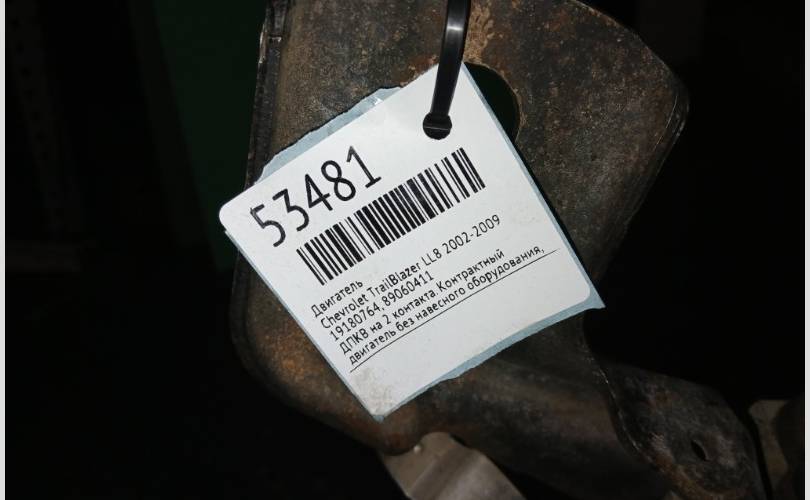 53481
Двигатель
Chevrolet TrailBlazer LL8 2002-2009
19180764, 89060411
ДПКВ на 2 контакта. Контрактный
двигатель без навесного оборудования,